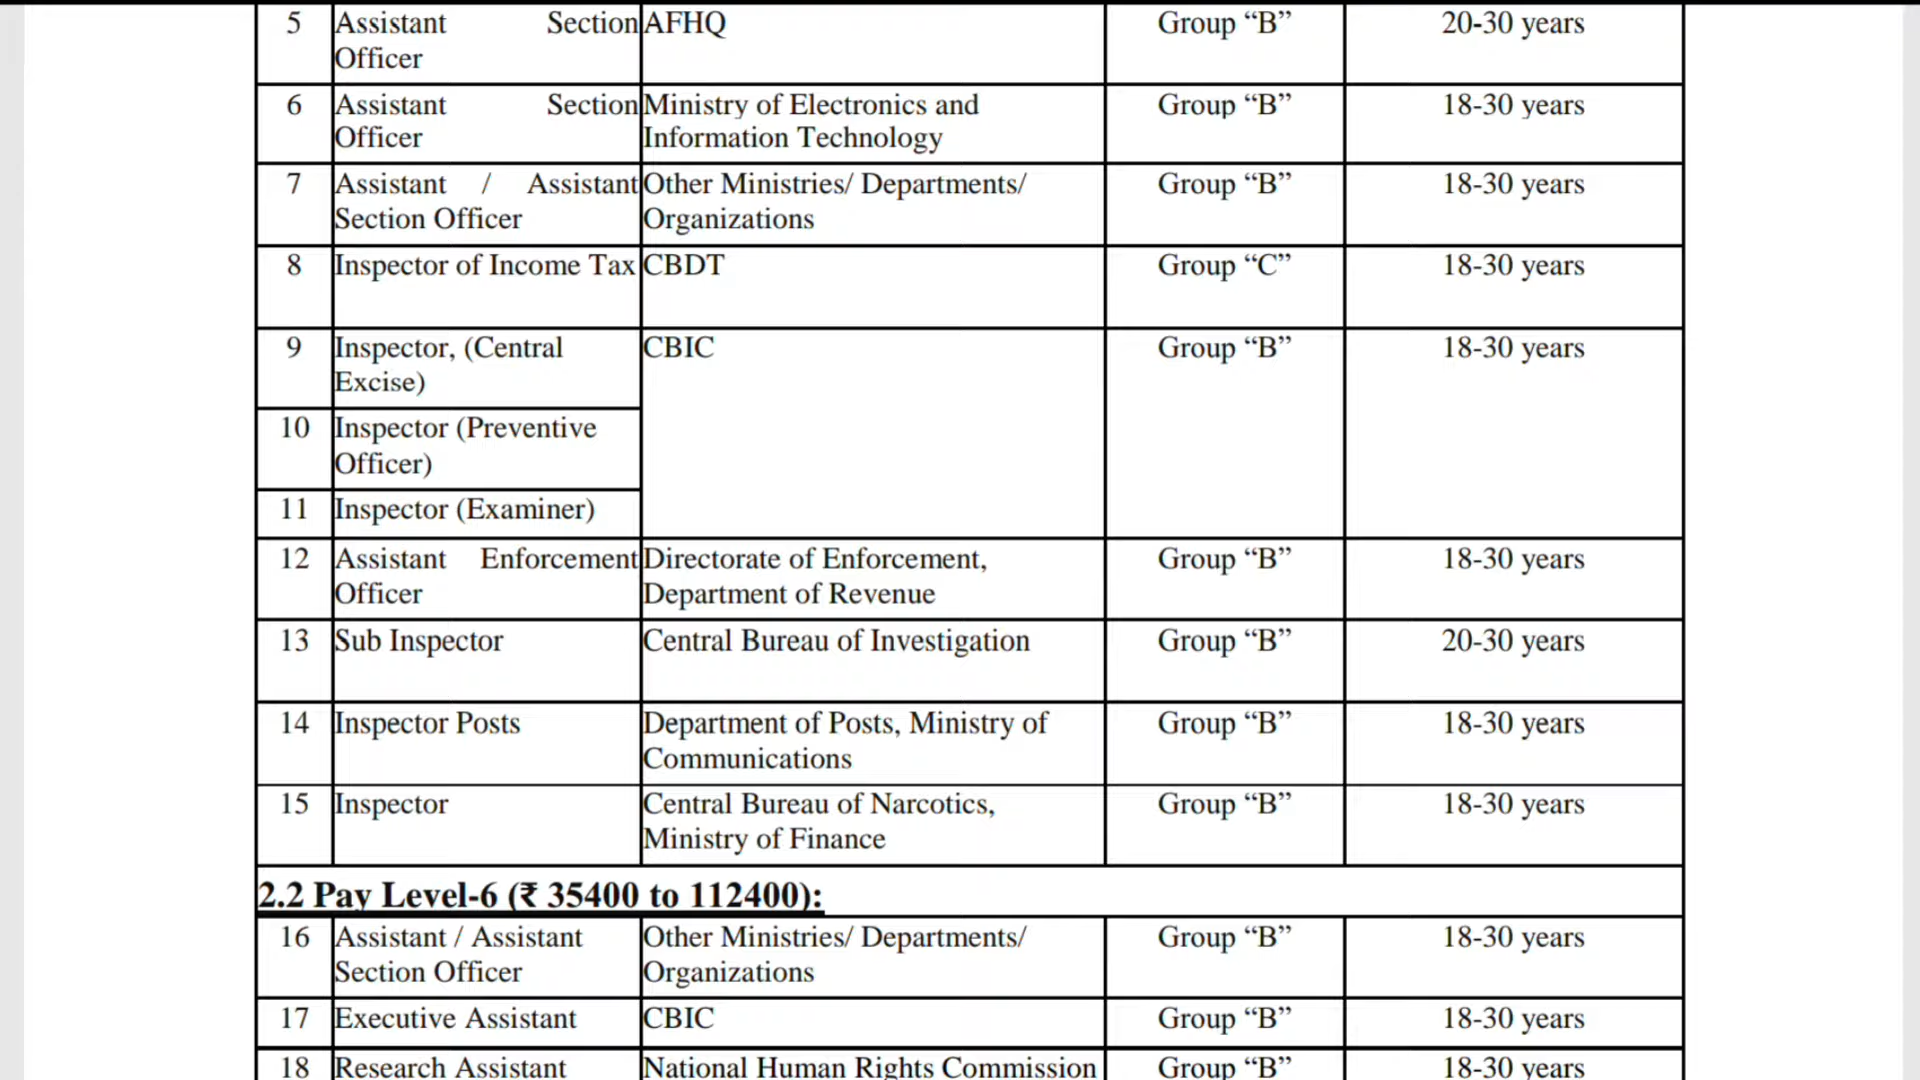 5 Assistant Section AFHQ Group “B” 20-30 years
Officer
6 Assistant Section Ministry of Electronics and Group “B” 18-30 years
Officer Information Technology
7 Assistant / Assistant Other Ministries/ Departments/ Group “B” 18-30 years
Section Officer Organizations
8 Inspector of Income Tax CBDT Group “C” 18-30 years
9 Inspector, (Central CBIC Group “B” 18-30 years
Excise)
10 Inspector (Preventive
Officer)
11 Inspector (Examiner)
12 Assistant Enforcement Directorate of Enforcement, Group “B” 18-30 years
Officer Department of Revenue
13 Sub Inspector Central Bureau of Investigation Group “B” 20-30 years
14 Inspector Posts Department of Posts, Ministry of Group “B” 18-30 years
Communications
15 Inspector Central Bureau of Narcotics, Group “B” 18-30 years
Ministry of Finance
2.2 Pay Level-6 (₹ 35400 to 112400):
16 Assistant / Assistant Other Ministries/ Departments/ Group “B” 18-30 years
Section Officer Organizations
17 Executive Assistant CBIC Group “B” 18-30 years
18 Research Assistant National Human Rights Commission Group “B” 18-30 years